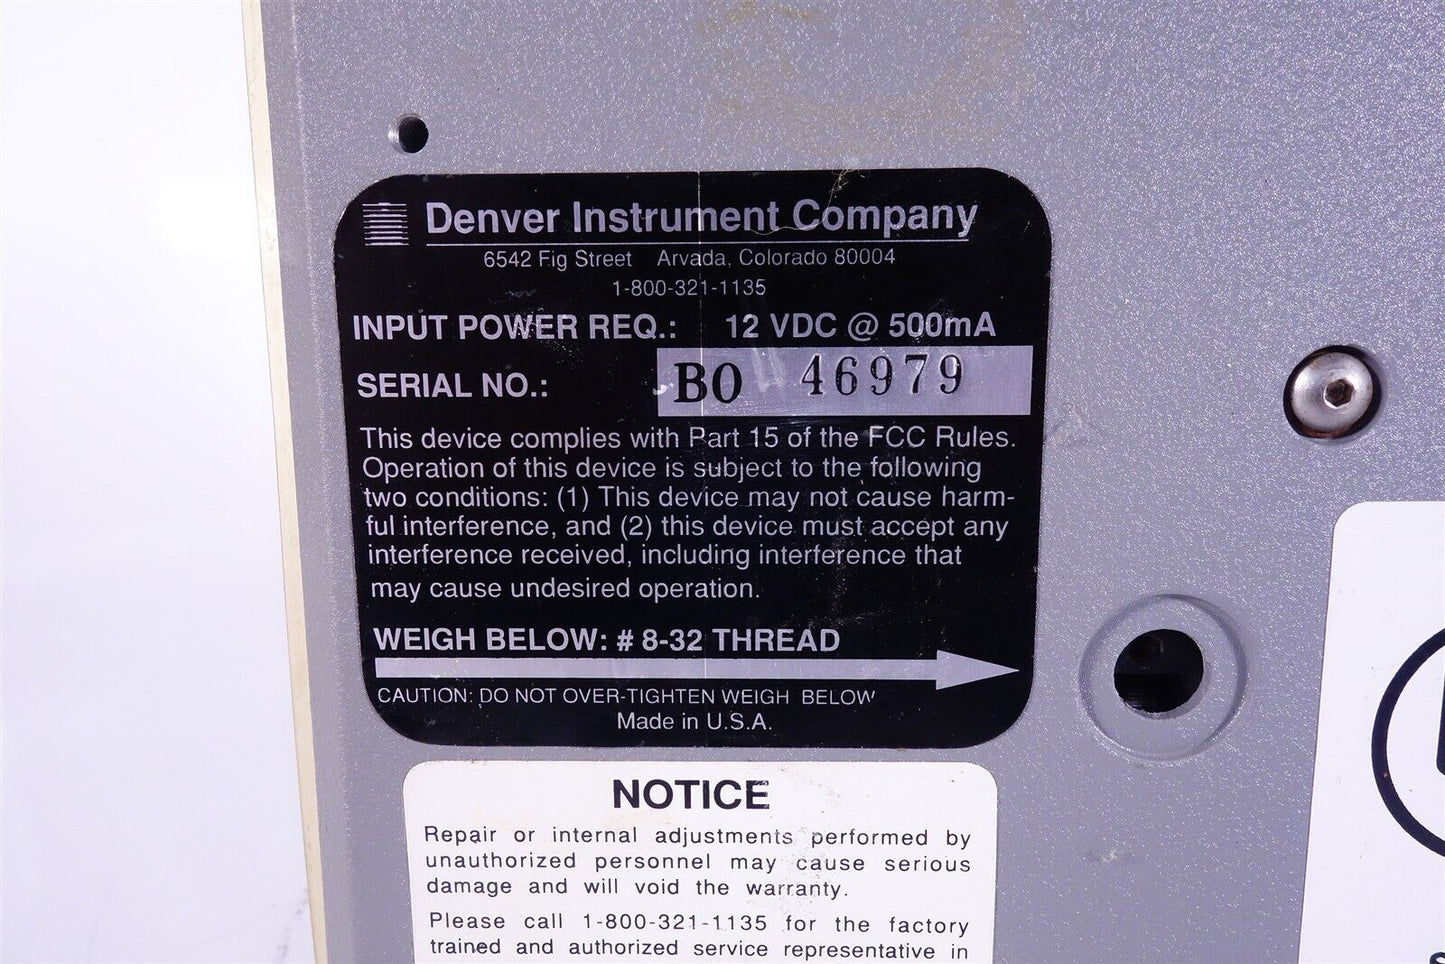 Denver Instrument Company
6542 Fig Street Arvada, Colorado 80004
1-800-321-1135
INPUT POWER REQ.: 12 VDC @ 500mA
SERIAL NO.: BO 46979
This device complies with Part 15 of the FCC Rules.
Operation of this device is subject to the following
two conditions: (1) This device may not cause harm-
ful interference, and (2) this device must accept any
interference received, including interference that
may cause undesired operation.
WEIGH BELOW: # 8-32 THREAD
CAUTION: DO NOT OVER-TIGHTEN WEIGH BELOW
Made in U.S.A.
NOTICE
Repair or internal adjustments performed by
unauthorized personnel may cause serious
damage and will void the warranty.
Please call 1-800-321-1135 for the factory
trained and authorized service representative in